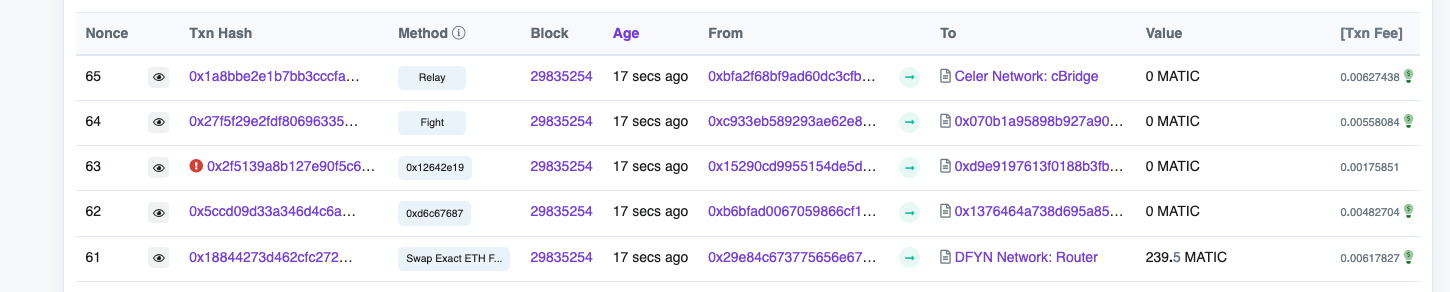 Nonce Txn Hash Method Block Age From To Value [Txn Fee]
65 0x1a8bbe2e1b7bb3cccfa… Relay 29835254 17 secs ago 0xbfa2f68bf9ad60dc3cfb… Celer Network: cBridge 0 MATIC 0.00627438
64 0x27f5f29e2fdf80696335… Fight 29835254 17 secs ago 0xc933eb589293ae62e8… 0x070b1a95898b927a90… 0 MATIC 0.00558084
63 0x2f5139a8b127e90f5c6… 0x12642e19 29835254 17 secs ago 0x15290cd9955154de5d… 0xd9e9197613f0188b3fb… 0 MATIC 0.00175851
62 0x5ccd09d33a346d4c6a… 0xd6c67687 29835254 17 secs ago 0xb6bfad0067059866cf1… 0x1376464a738d695a85… 0 MATIC 0.00482704
61 0x18844273d462cfc272… Swap Exact ETH F... 29835254 17 secs ago 0x29e84c673775656e67… DFYN Network: Router 239.5 MATIC 0.00617827